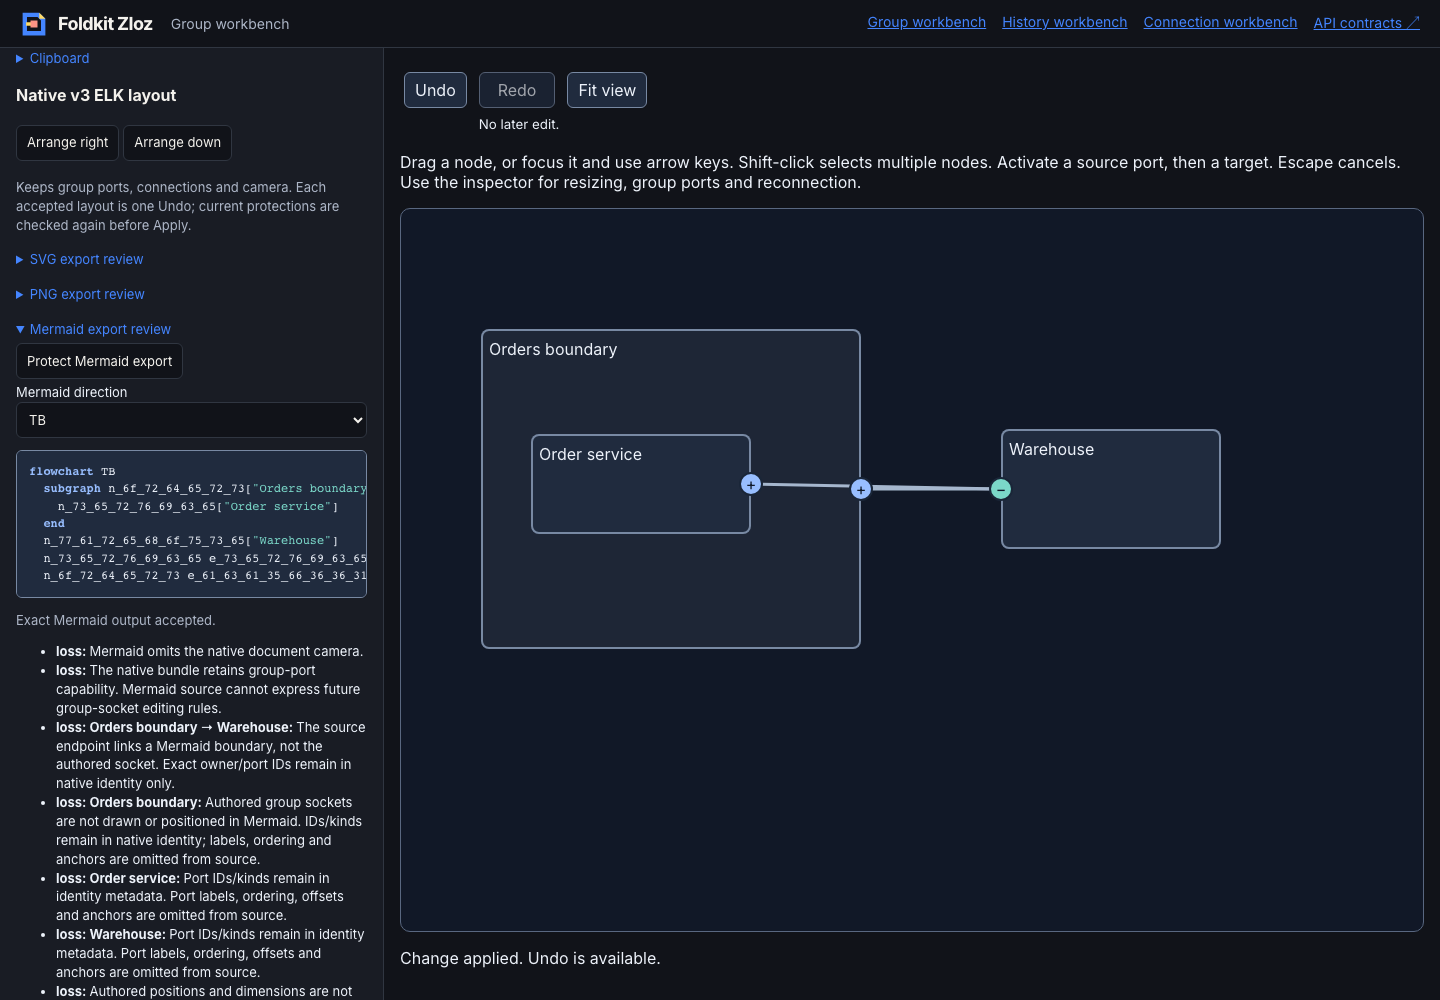 Foldkit Zloz
Group workbench
Group workbench
History workbench
Connection workbench
API contracts ↗
▶ Clipboard
Native v3 ELK layout
Arrange right
Arrange down
Keeps group ports, connections and camera. Each
accepted layout is one Undo; current protections are
checked again before Apply.
▶ SVG export review
▶ PNG export review
▼ Mermaid export review
Protect Mermaid export
Mermaid direction
TB
flowchart TB
subgraph n_6f_72_64_65_72_73["Orders boundary
n_73_65_72_76_69_63_65["Order service"]
end
n_77_61_72_65_68_6f_75_73_65["Warehouse"]
n_73_65_72_76_69_63_65 e_73_65_72_76_69_63_65
n_6f_72_64_65_72_73 e_61_63_61_35_66_36_36_31
Exact Mermaid output accepted.
• loss: Mermaid omits the native document camera.
• loss: The native bundle retains group-port
capability. Mermaid source cannot express future
group-socket editing rules.
• loss: Orders boundary → Warehouse: The source
endpoint links a Mermaid boundary, not the
authored socket. Exact owner/port IDs remain in
native identity only.
• loss: Orders boundary: Authored group sockets
are not drawn or positioned in Mermaid. IDs/kinds
remain in native identity; labels, ordering and
anchors are omitted from source.
• loss: Order service: Port IDs/kinds remain in
identity metadata. Port labels, ordering, offsets
and anchors are omitted from source.
• loss: Warehouse: Port IDs/kinds remain in identity
metadata. Port labels, ordering, offsets and
anchors are omitted from source.
• loss: Authored positions and dimensions are not
Undo
Redo
Fit view
No later edit.
Drag a node, or focus it and use arrow keys. Shift-click selects multiple nodes. Activate a source port, then a target. Escape cancels.
Use the inspector for resizing, group ports and reconnection.
Orders boundary
Order service
Warehouse
+
+
−
Change applied. Undo is available.